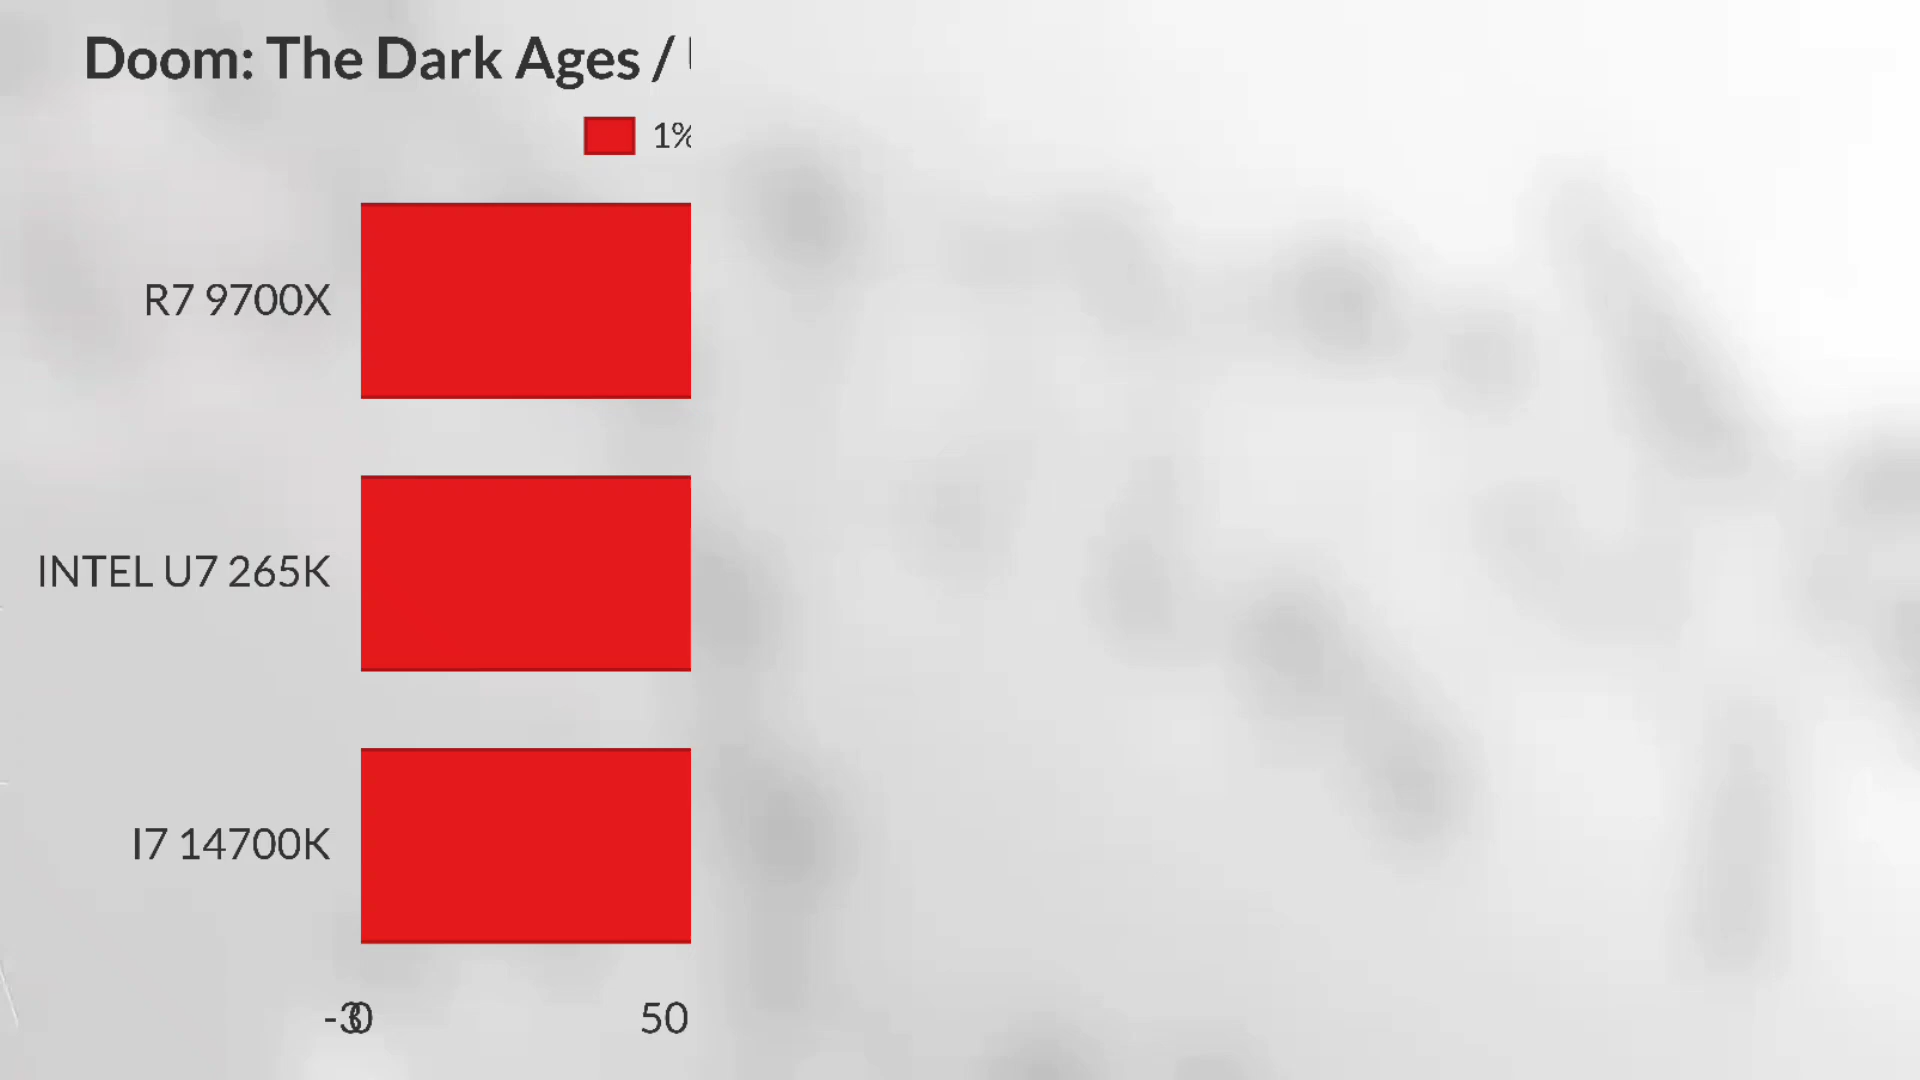 Doom: The Dark Ages /
1%
R7 9700X
INTEL U7 265K
I7 14700K
50